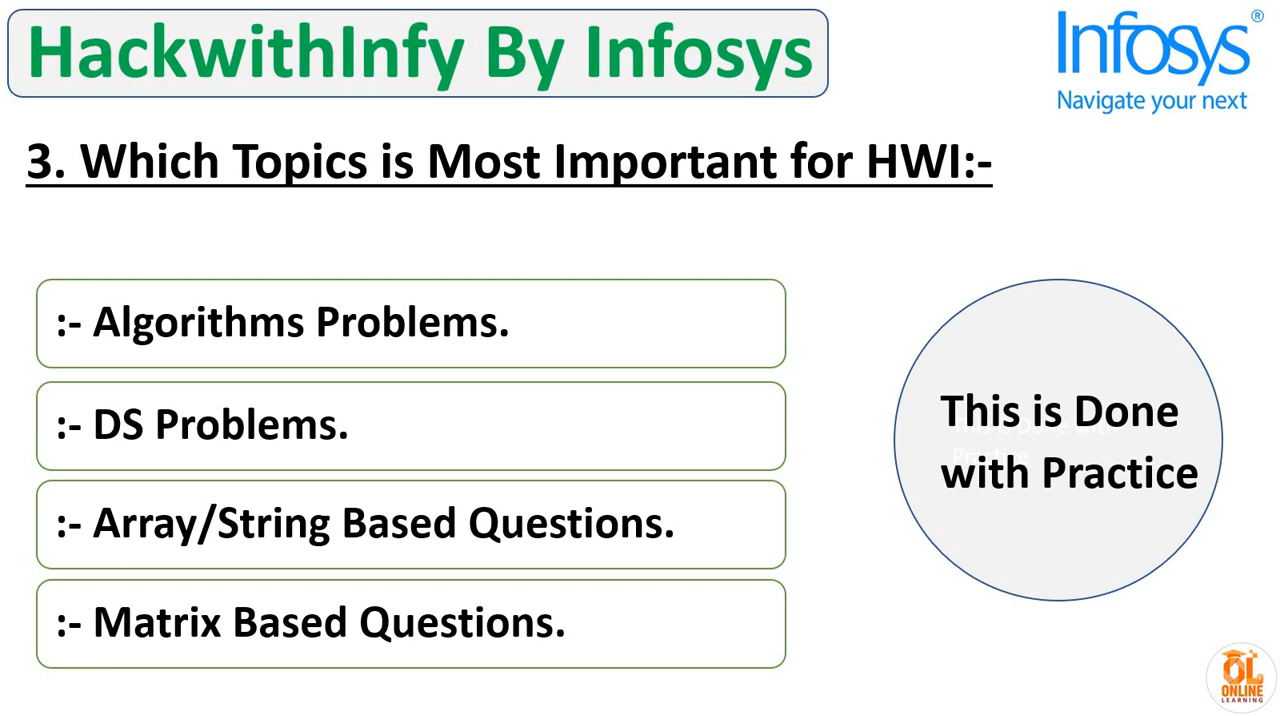 HackwithInfy By Infosys
Infosys®
Navigate your next
3. Which Topics is Most Important for HWI:-
:- Algorithms Problems.
:- DS Problems.
:- Array/String Based Questions.
:- Matrix Based Questions.
This is Done
with Practice
OL
ONLINE
LEARNING